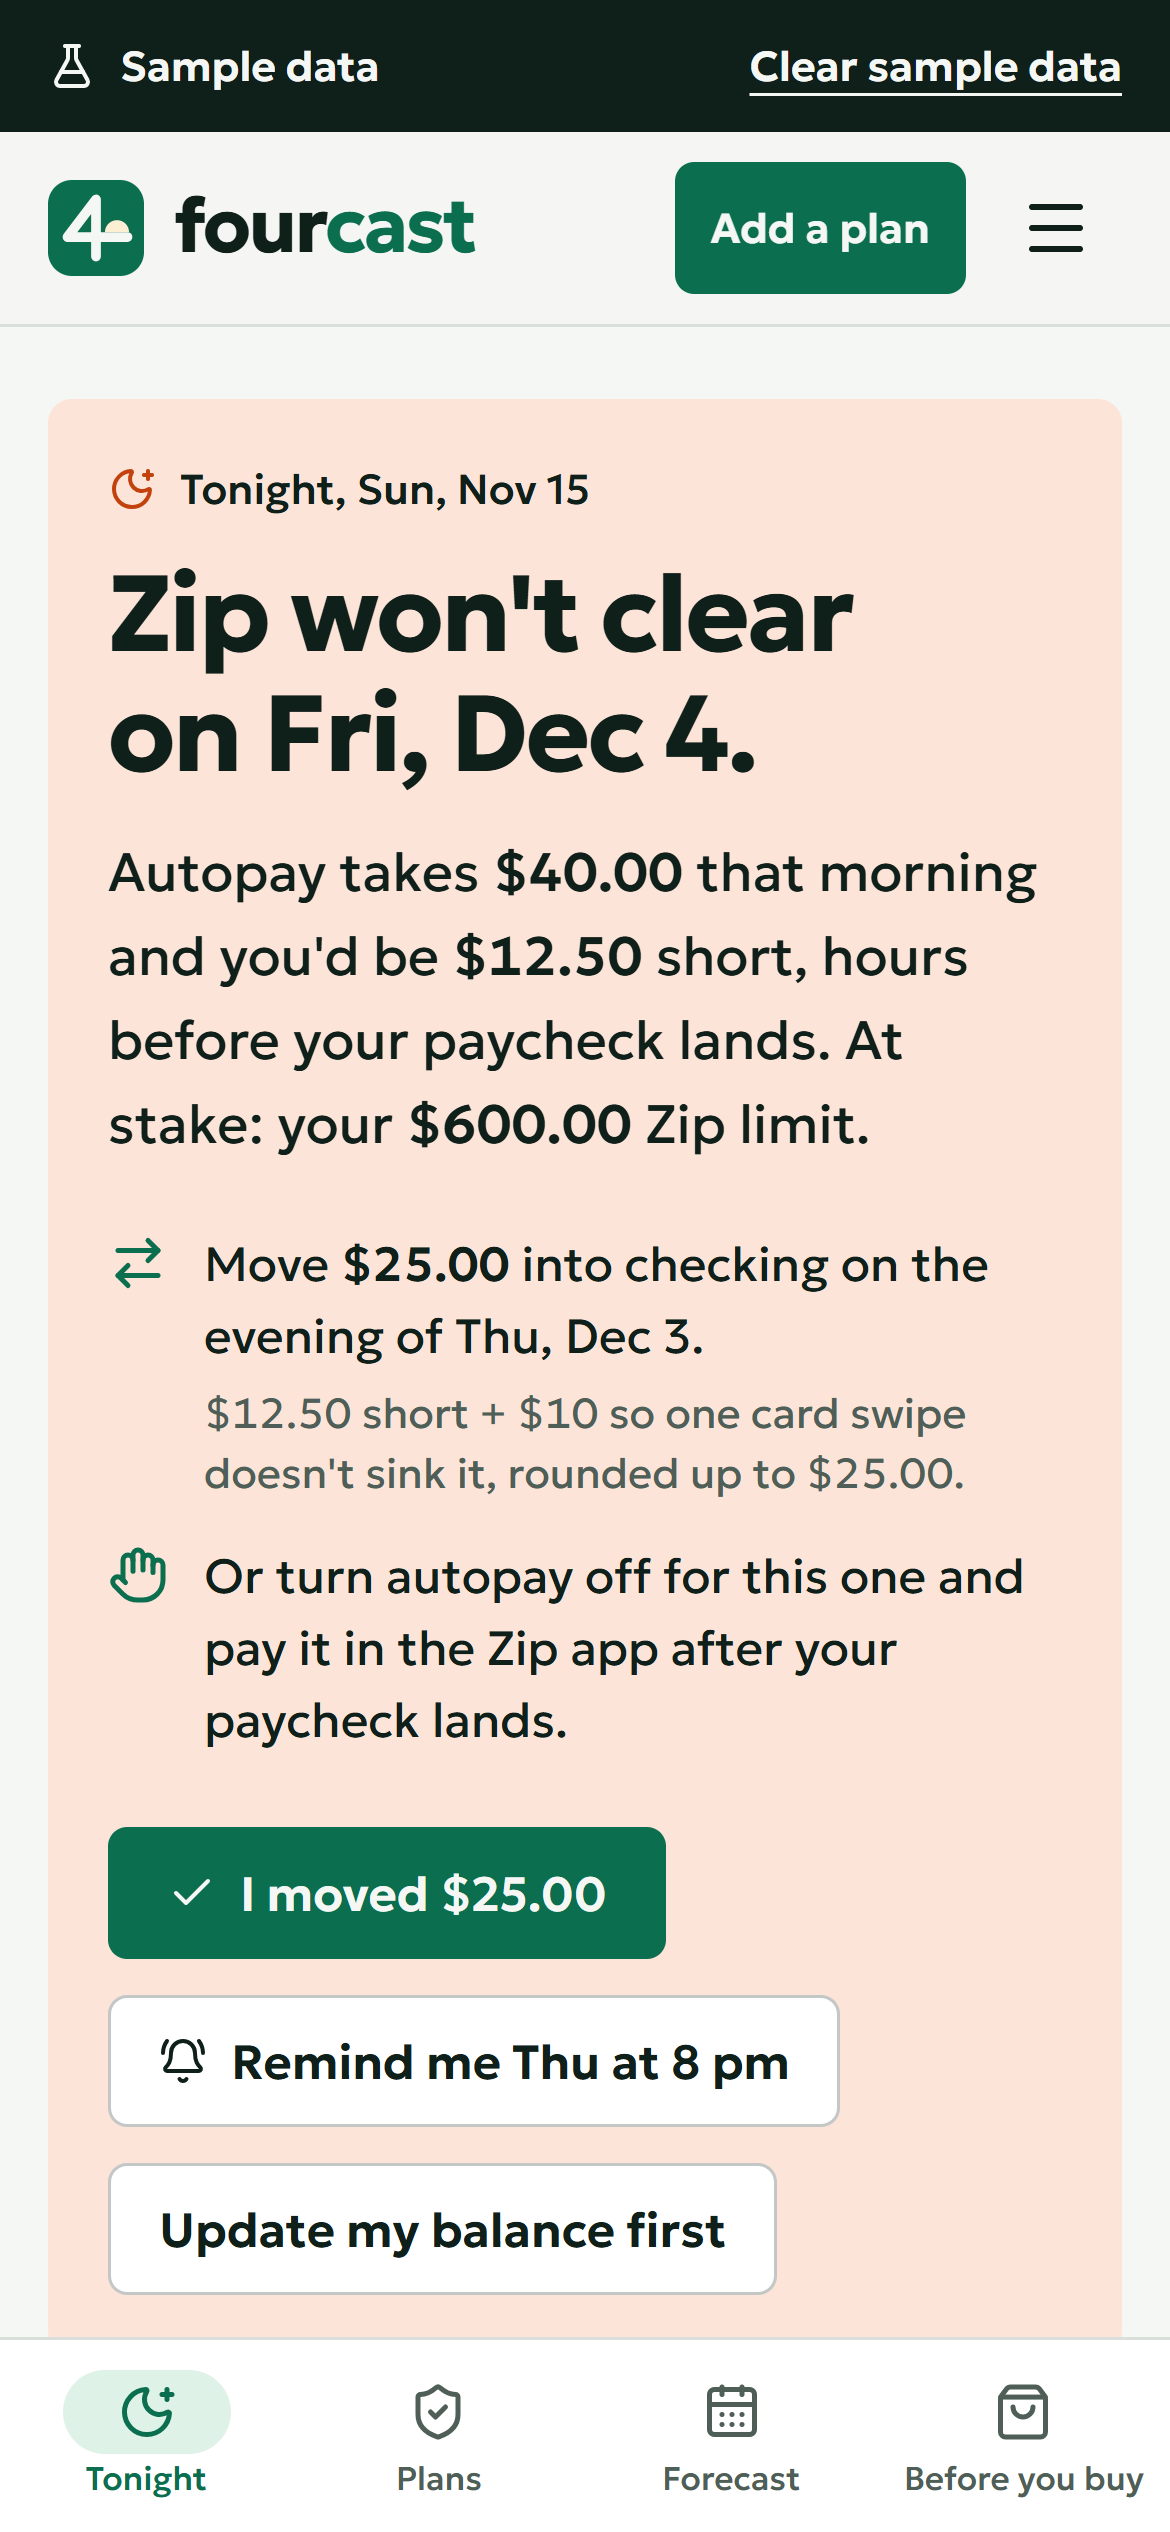 Sample data
Clear sample data
fourcast
Add a plan
Tonight, Sun, Nov 15
Zip won't clear
on Fri, Dec 4.
Autopay takes $40.00 that morning
and you'd be $12.50 short, hours
before your paycheck lands. At
stake: your $600.00 Zip limit.
Move $25.00 into checking on the
evening of Thu, Dec 3.
$12.50 short + $10 so one card swipe
doesn't sink it, rounded up to $25.00.
Or turn autopay off for this one and
pay it in the Zip app after your
paycheck lands.
I moved $25.00
Remind me Thu at 8 pm
Update my balance first
Tonight
Plans
Forecast
Before you buy